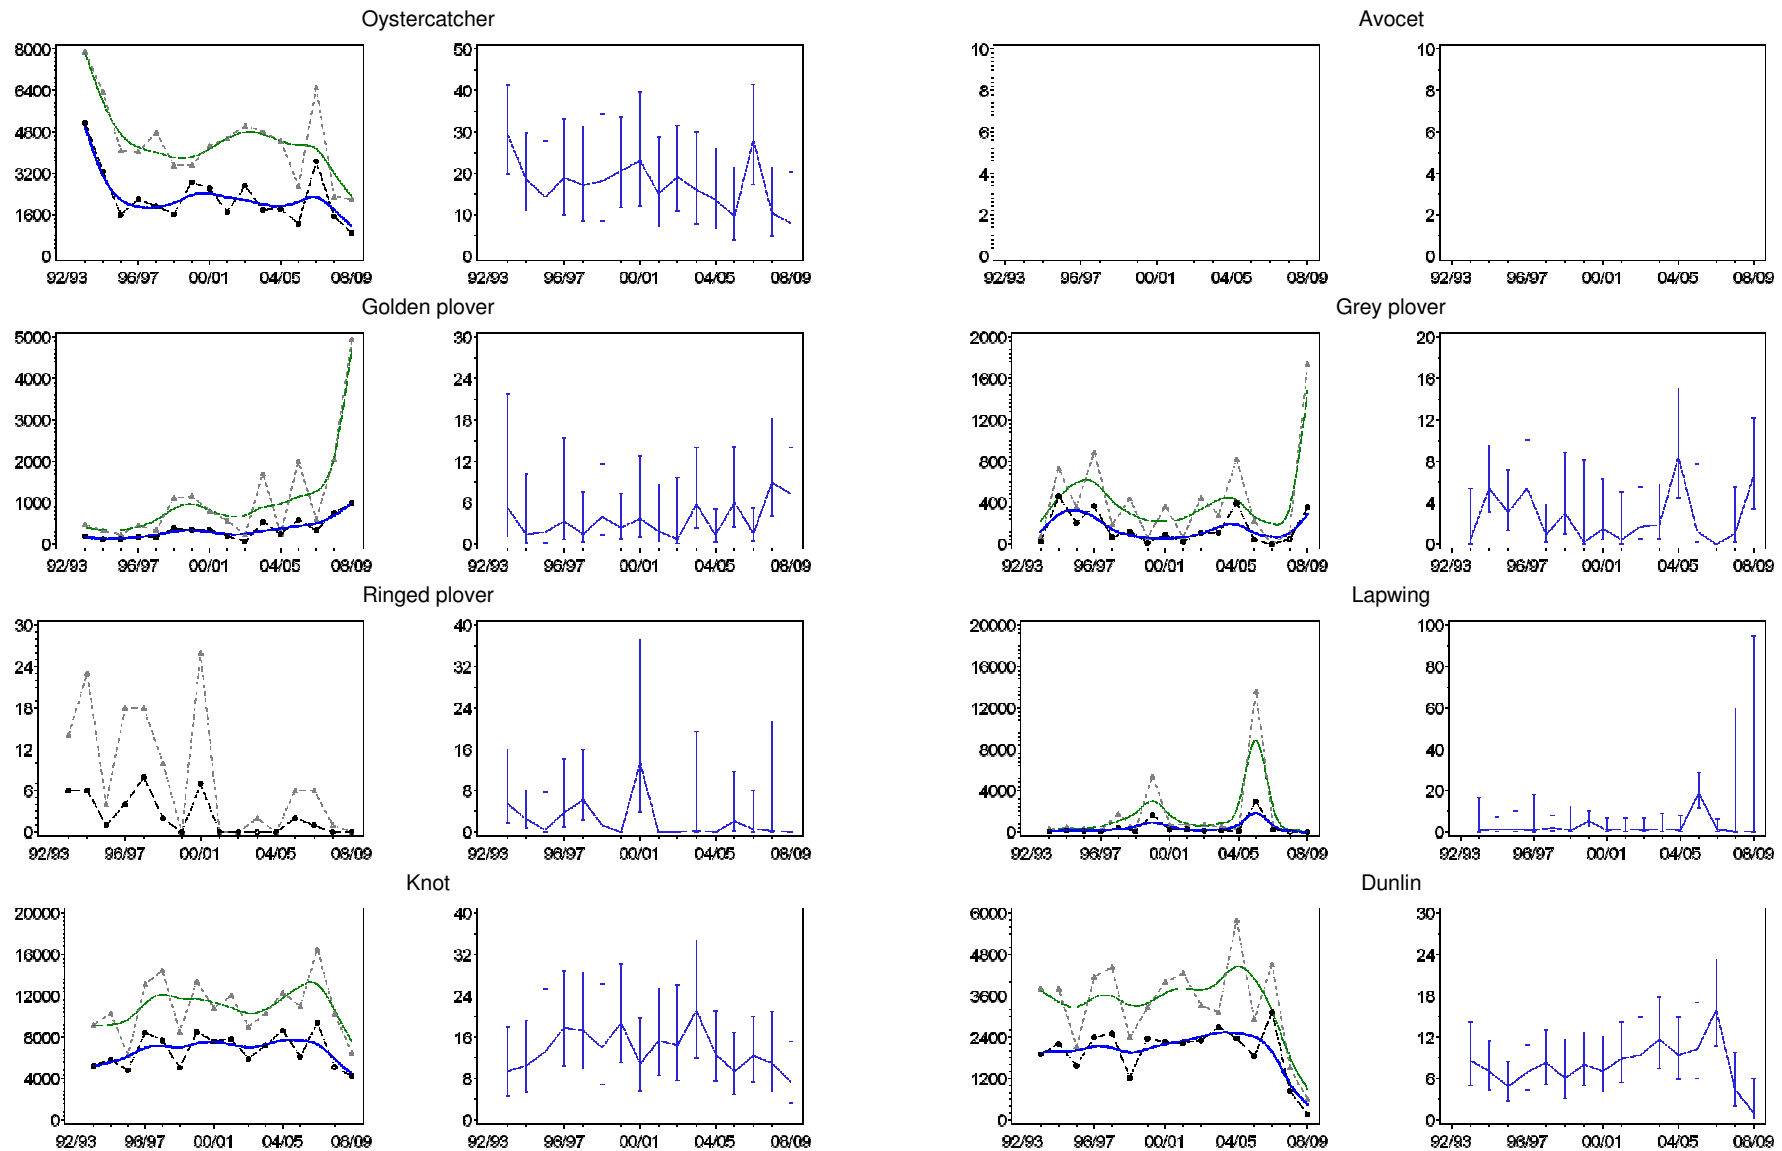 Oystercatcher Avocet
8000 50 10 10
6400 40 8 8
4800 30 6 6
3200 20 4 4
1600 10 2 2
0 0 0
92/93 96/97 00/01 04/05 08/09 92/93 96/97 00/01 04/05 08/09 92/93 96/97 00/01 04/05 08/09 92/93 96/97 00/01 04/05 08/09
Golden plover Grey plover
5000 30 2000 20
4000 24 1600 16
3000 18 1200 12
2000 12 800 8
1000 6 400 4
0 0 0 0
92/93 96/97 00/01 04/05 08/09 92/93 96/97 00/01 04/05 08/09 92/93 96/97 00/01 04/05 08/09 92/93 96/97 00/01 04/05 08/09
Ringed plover Lapwing
30 40 20000 100
24 32 16000 80
18 24 12000 60
12 16 8000 40
6 8 4000 20
0 0 0 0
92/93 96/97 00/01 04/05 08/09 92/93 96/97 00/01 04/05 08/09 92/93 96/97 00/01 04/05 08/09 92/93 96/97 00/01 04/05 08/09
Knot Dunlin
20000 40 6000 30
16000 32 4800 24
12000 24 3600 18
8000 16 2400 12
4000 8 1200 6
0 0 0 0
92/93 96/97 00/01 04/05 08/09 92/93 96/97 00/01 04/05 08/09 92/93 96/97 00/01 04/05 08/09 92/93 96/97 00/01 04/05 08/09